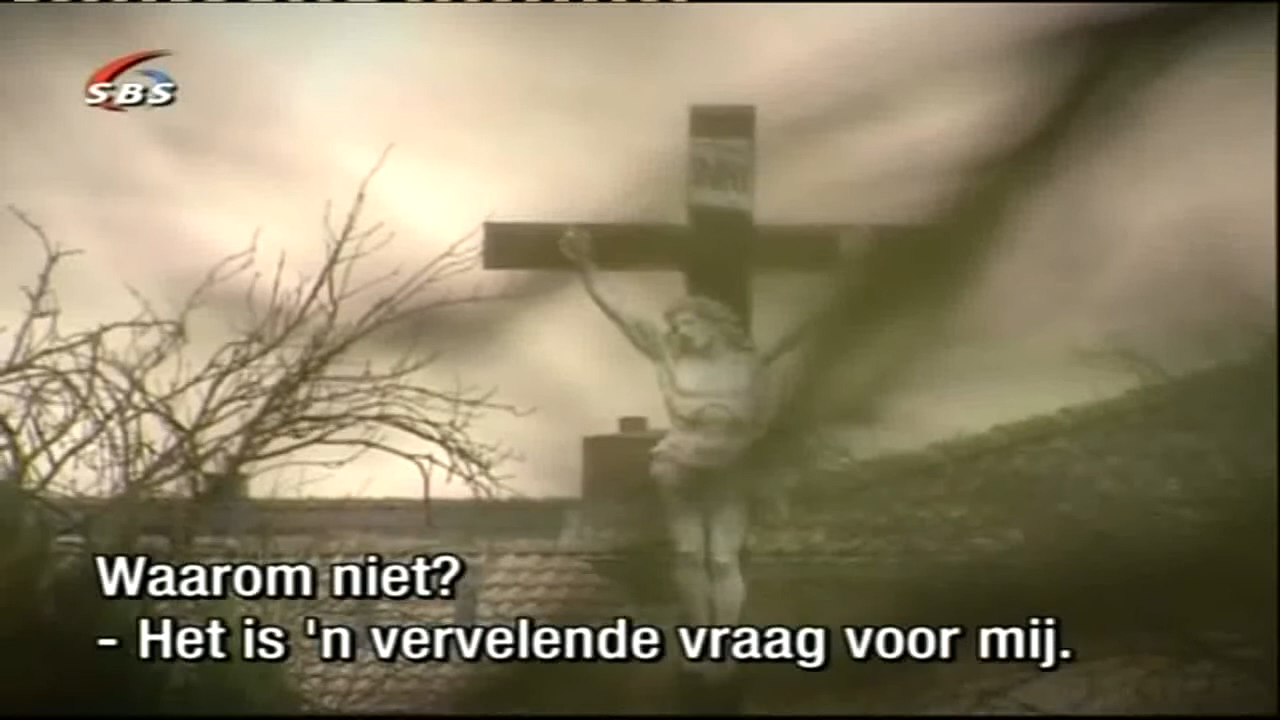 SBS
Waarom niet?
- Het is 'n vervelende vraag voor mij.